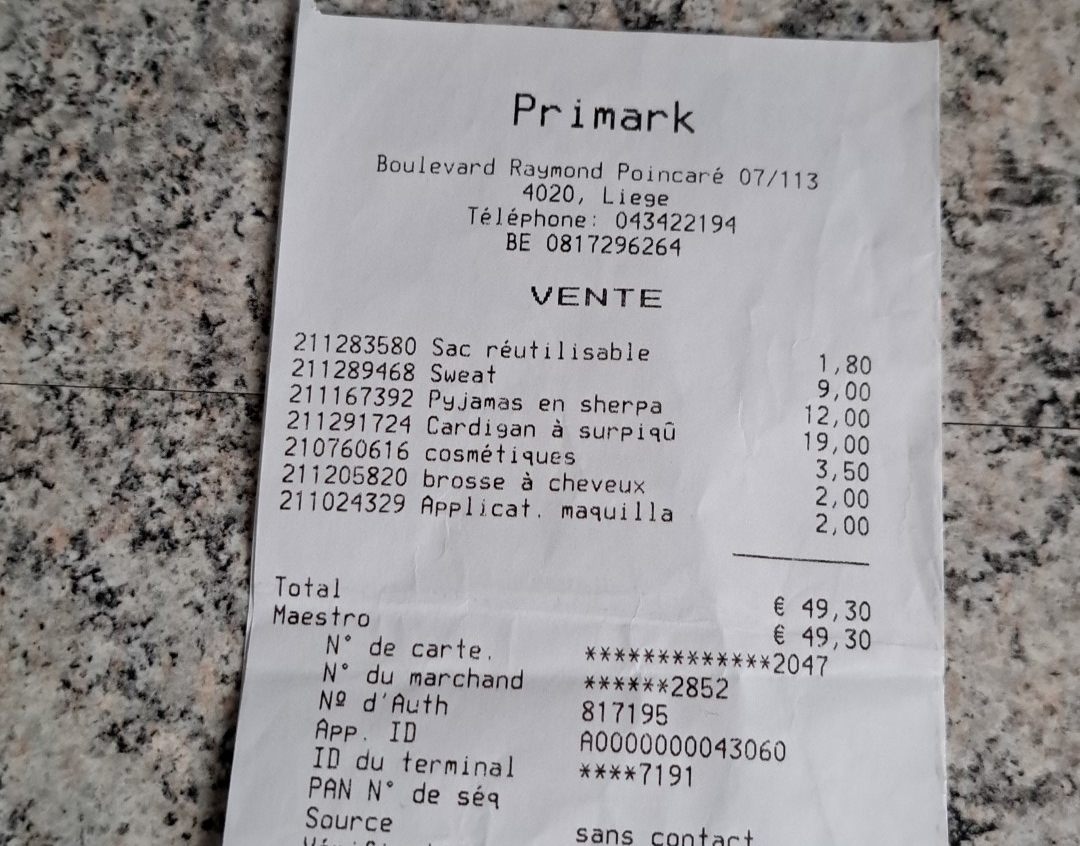 Primark
Boulevard Raymond Poincaré 07/113
4020, Liege
Téléphone: 043422194
BE 0817296264
VENTE
211283580 Sac réutilisable 1,80
211289468 Sweat 9,00
211167392 Pyjamas en sherpa 12,00
211291724 Cardigan à surpiqû 19,00
210760616 cosmétiques 3,50
211205820 brosse à cheveux 2,00
211024329 Applicat. maquilla 2,00
Total € 49,30
Maestro € 49,30
N° de carte. *************2047
N° du marchand ******2852
Nº d'Auth 817195
App. ID A0000000043060
ID du terminal ****7191
PAN N° de séq
Source sans contact